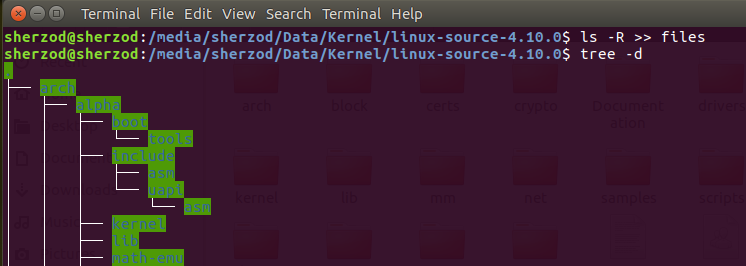 Terminal File Edit View Search Terminal Help
sherzod@sherzod:/media/sherzod/Data/Kernel/linux-source-4.10.0$ ls -R >> files
sherzod@sherzod:/media/sherzod/Data/Kernel/linux-source-4.10.0$ tree -d
.
├── arch
│   ├── alpha
│   │   ├── boot
│   │   │   └── tools
│   │   ├── include
│   │   │   ├── asm
│   │   │   └── uapi
│   │   │       └── asm
│   │   ├── kernel
│   │   ├── lib
│   │   ├── math-emu
arch block certs crypto Document drivers
ation
kernel lib mm net samples scripts